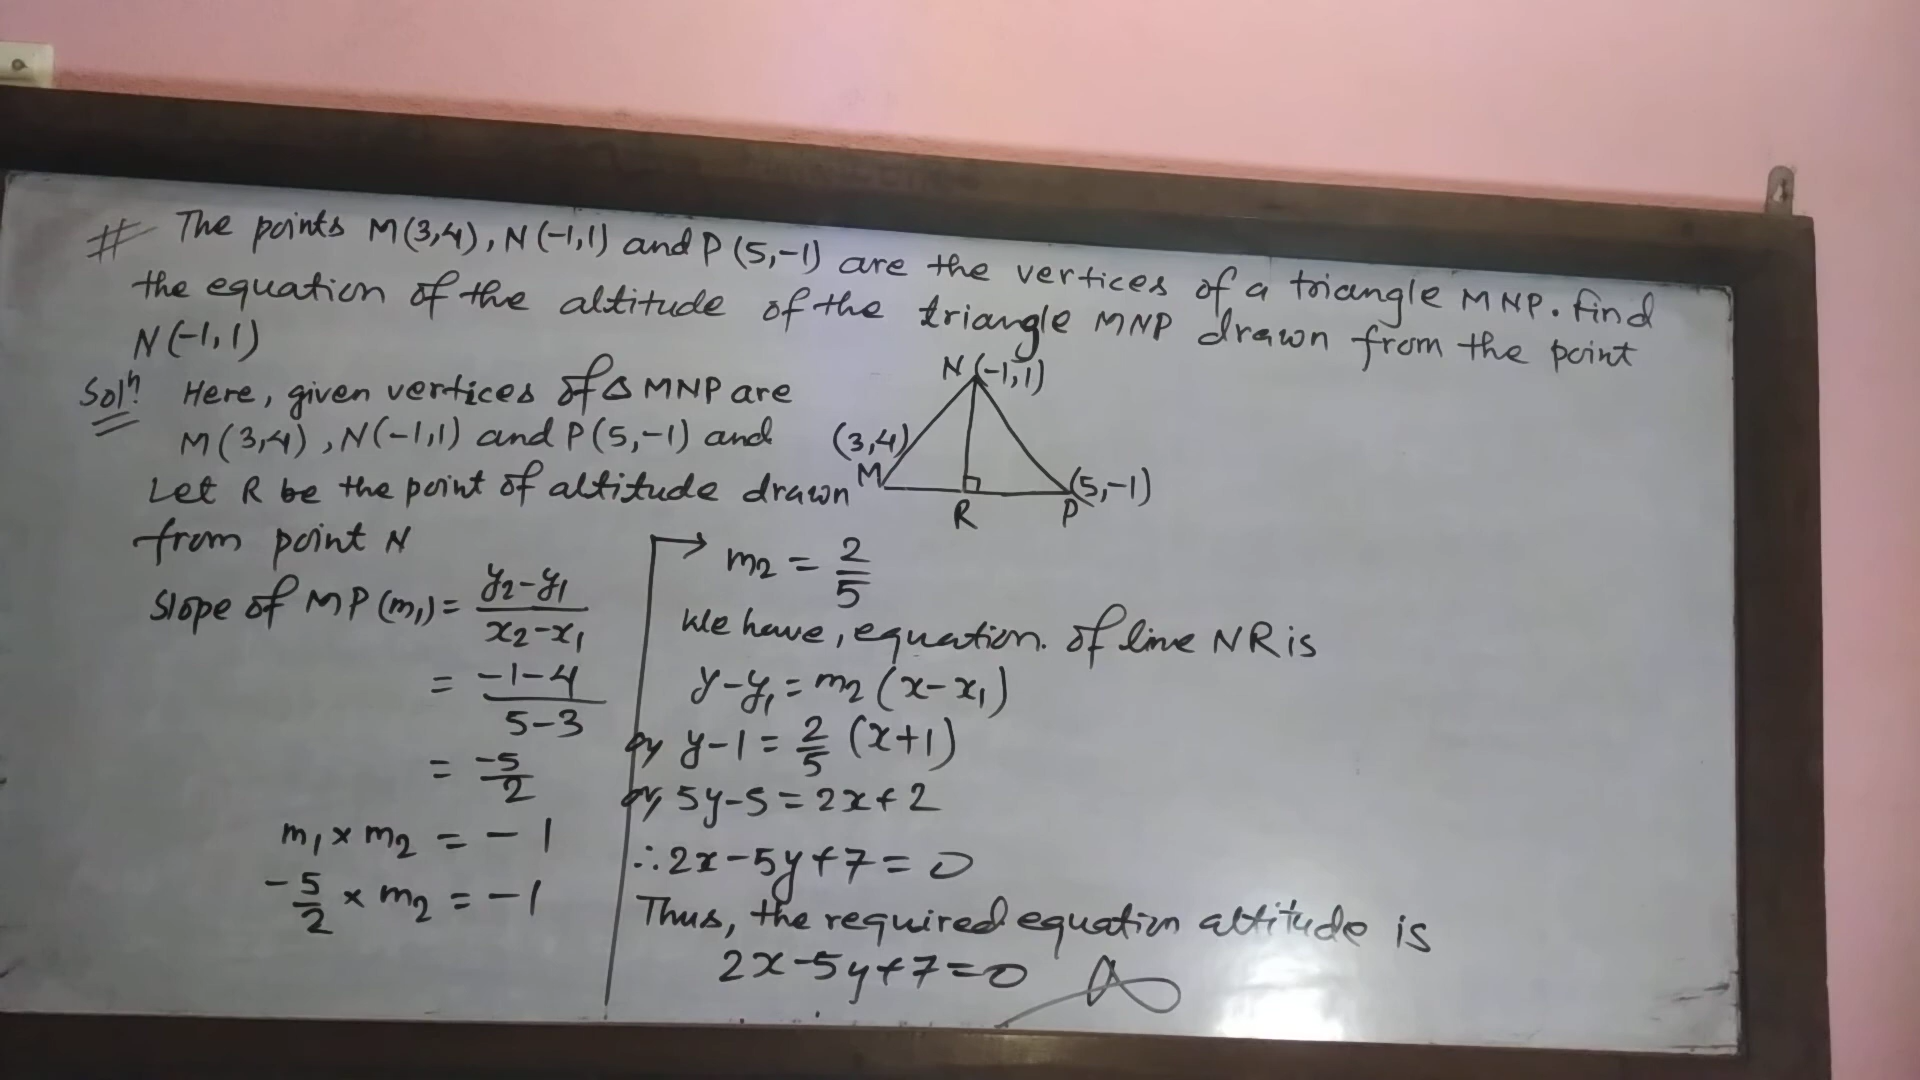 # The points M(3,4), N(-1,1) and P(5,-1) are the vertices of a triangle MNP. find
the equation of the altitude of the triangle MNP drawn from the point
N(-1,1)
Solⁿ: Here, given vertices of Δ MNP are
M(3,4), N(-1,1) and P(5,-1) and
Let R be the point of altitude drawn
from point N
N(-1,1)
(3,4)
M
(5,-1)
R
P
slope of MP (m₁) = y₂-y₁ / x₂-x₁
= -1-4 / 5-3
= -5/2
m₁ × m₂ = -1
-5/2 × m₂ = -1
→ m₂ = 2/5
We have, equation. of line NR is
y-y₁ = m₂ (x-x₁)
or, y-1 = 2/5 (x+1)
or, 5y-5 = 2x+2
∴ 2x-5y+7=0
Thus, the required equation altitude is
2x-5y+7=0